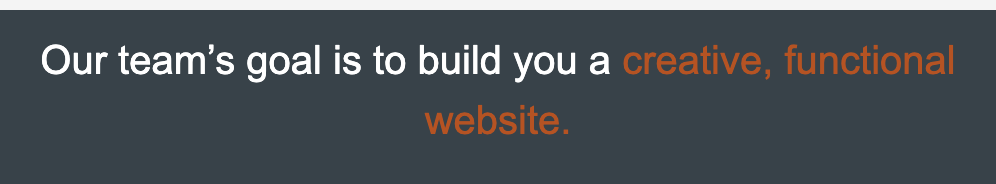 Our team’s goal is to build you a creative, functional
website.